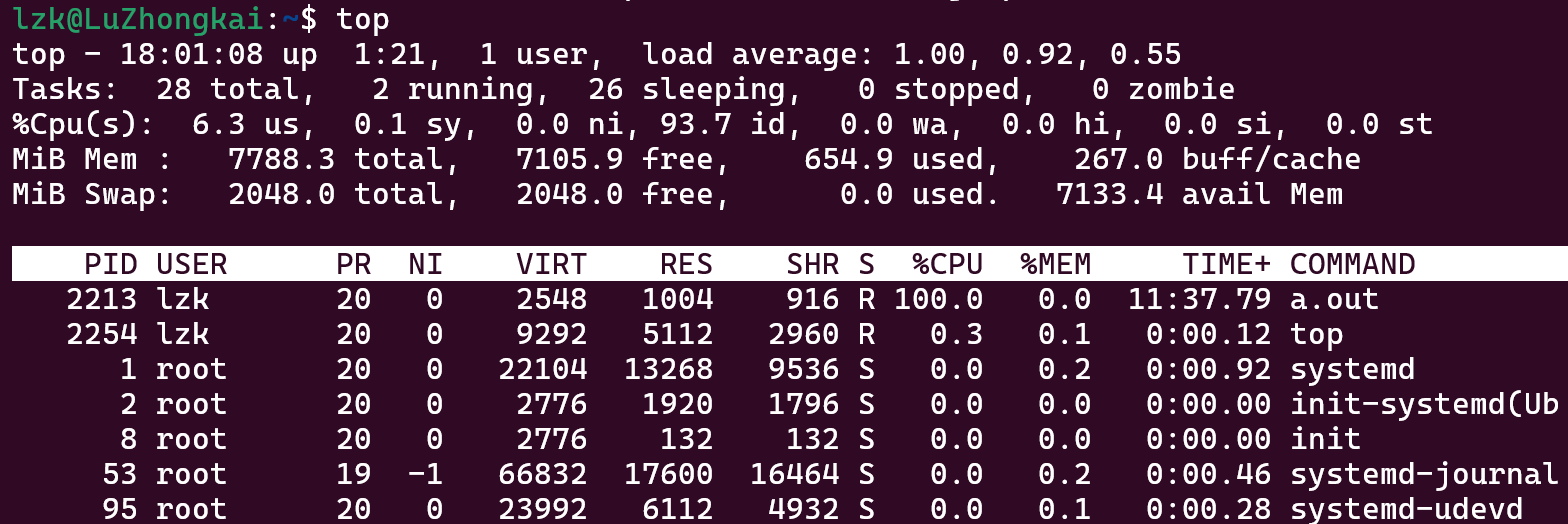 lzk@LuZhongkai:~$ top
top - 18:01:08 up  1:21,  1 user,  load average: 1.00, 0.92, 0.55
Tasks:  28 total,   2 running,  26 sleeping,   0 stopped,   0 zombie
%Cpu(s):  6.3 us,  0.1 sy,  0.0 ni, 93.7 id,  0.0 wa,  0.0 hi,  0.0 si,  0.0 st
MiB Mem :   7788.3 total,   7105.9 free,    654.9 used,    267.0 buff/cache
MiB Swap:   2048.0 total,   2048.0 free,      0.0 used.   7133.4 avail Mem
    PID USER      PR  NI    VIRT    RES    SHR S  %CPU  %MEM     TIME+ COMMAND
   2213 lzk       20   0    2548   1004    916 R 100.0   0.0  11:37.79 a.out
   2254 lzk       20   0    9292   5112   2960 R   0.3   0.1   0:00.12 top
      1 root      20   0   22104  13268   9536 S   0.0   0.2   0:00.92 systemd
      2 root      20   0    2776   1920   1796 S   0.0   0.0   0:00.00 init-systemd(Ub
      8 root      20   0    2776    132    132 S   0.0   0.0   0:00.00 init
     53 root      19  -1   66832  17600  16464 S   0.0   0.2   0:00.46 systemd-journal
     95 root      20   0   23992   6112   4932 S   0.0   0.1   0:00.28 systemd-udevd